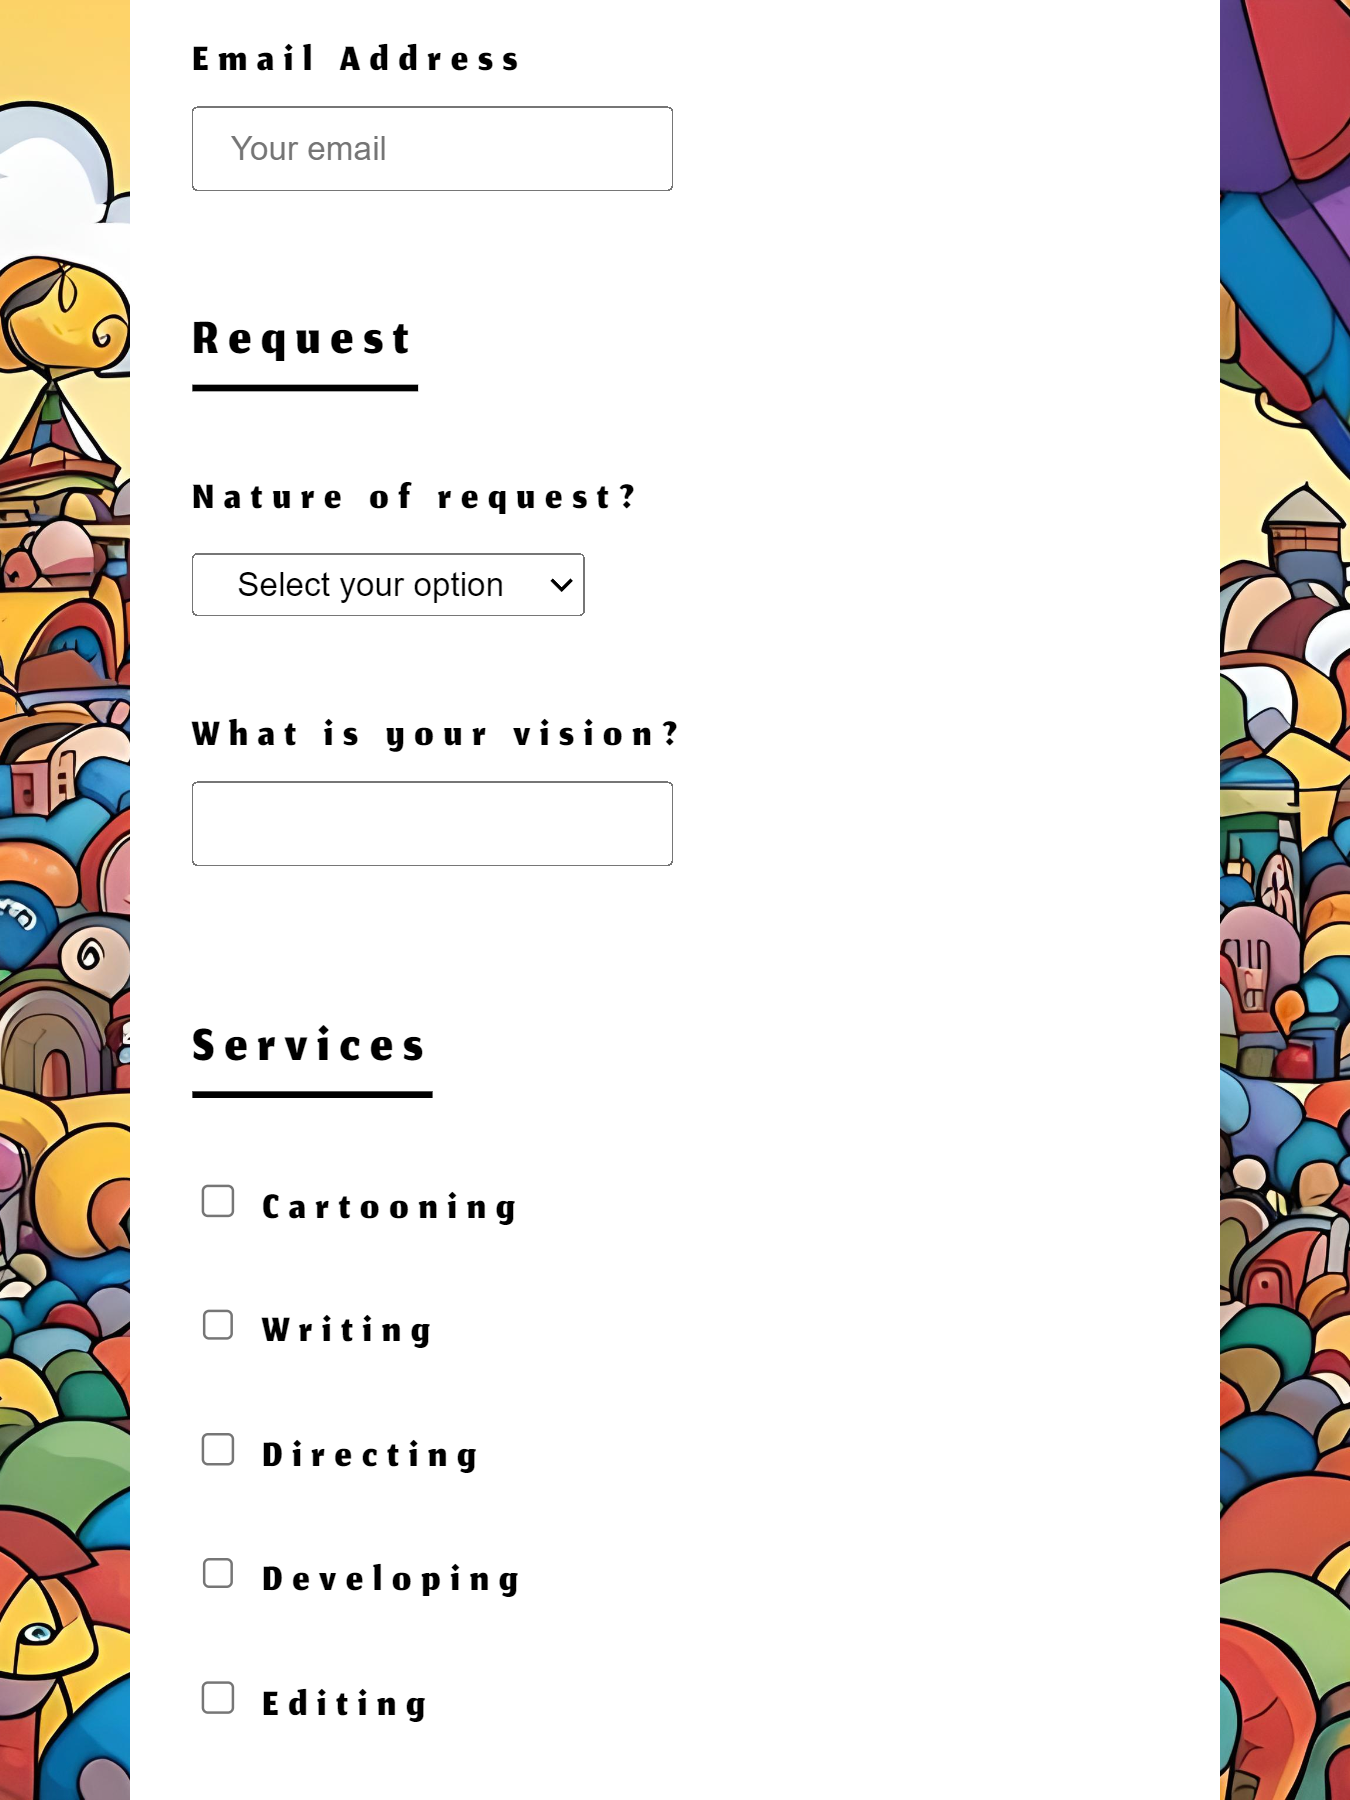 Email Address
Your email
Request
Nature of request?
Select your option
What is your vision?
Services
Cartooning
Writing
Directing
Developing
Editing